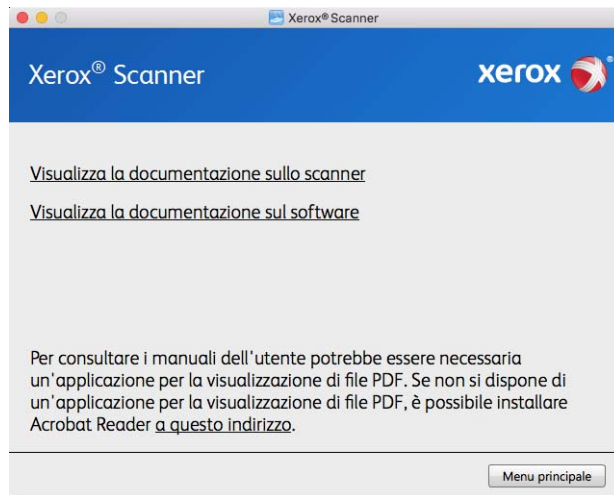 Xerox® Scanner
Xerox® Scanner
xerox ®
Visualizza la documentazione sullo scanner
Visualizza la documentazione sul software
Per consultare i manuali dell'utente potrebbe essere necessaria
un'applicazione per la visualizzazione di file PDF. Se non si dispone di
un'applicazione per la visualizzazione di file PDF, è possibile installare
Acrobat Reader a questo indirizzo.
Menu principale